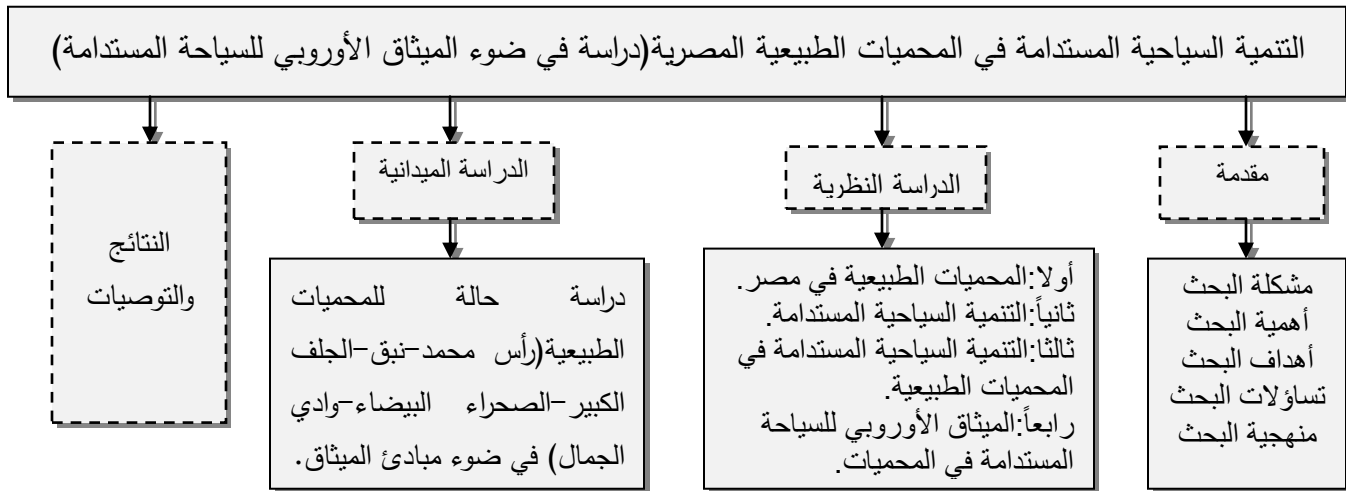 التنمية السياحية المستدامة في المحميات الطبيعية المصرية(دراسة في ضوء الميثاق الأوروبي للسياحة المستدامة)
مقدمة
مشكلة البحث
أهمية البحث
أهداف البحث
تساؤلات البحث
منهجية البحث
الدراسة النظرية
أولا:المحميات الطبيعية في مصر.
ثانياً:التنمية السياحية المستدامة.
ثالثا:التنمية السياحية المستدامة في
المحميات الطبيعية.
رابعاً:الميثاق الأوروبي للسياحة
المستدامة في المحميات.
الدراسة الميدانية
دراسة حالة للمحميات
الطبيعية(رأس محمد-نبق-الجلف
الكبير-الصحراء البيضاء-وادي
الجمال) في ضوء مبادئ الميثاق.
النتائج
والتوصيات